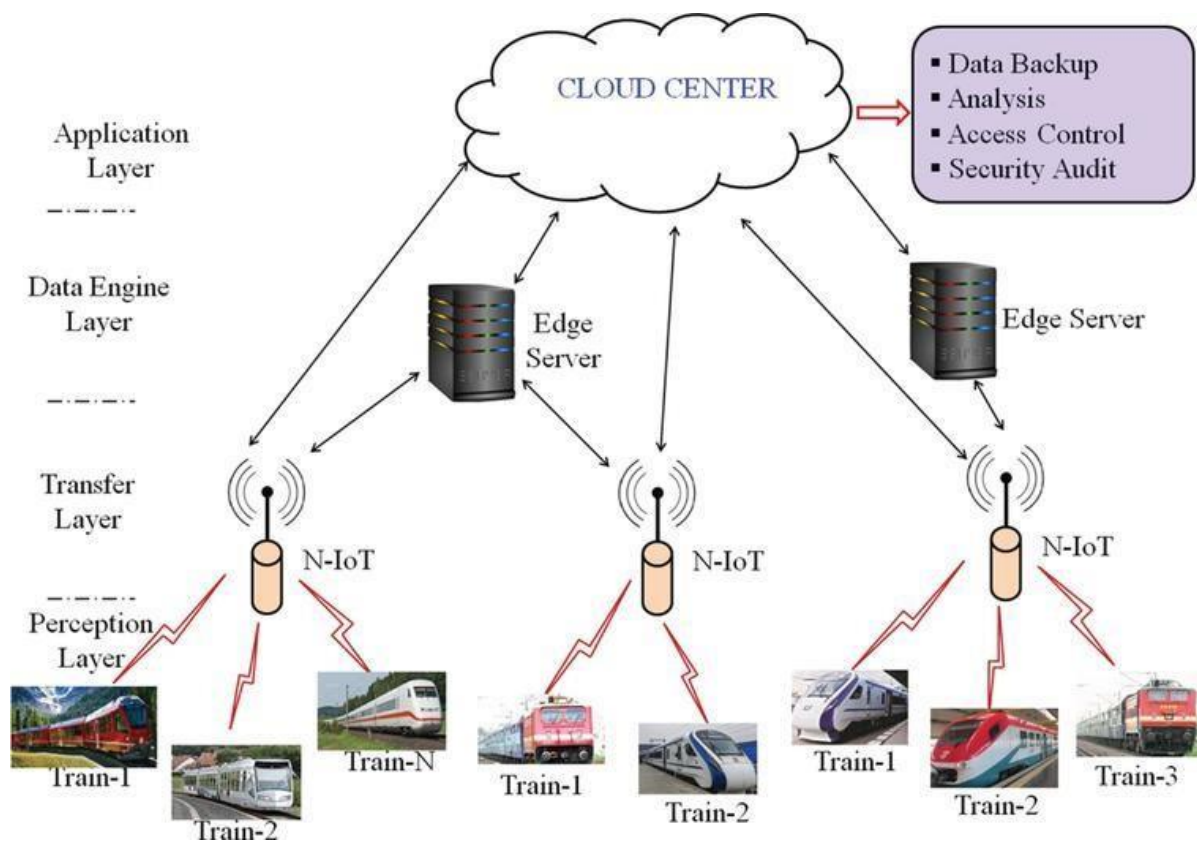 CLOUD CENTER
▪ Data Backup
▪ Analysis
▪ Access Control
▪ Security Audit
Application
Layer
Data Engine
Layer
Edge
Server
Edge Server
Transfer
Layer
N-IoT
N-IoT
N-IoT
Perception
Layer
Train-1
Train-2
Train-N
Train-1
Train-2
Train-1
Train-2
Train-3